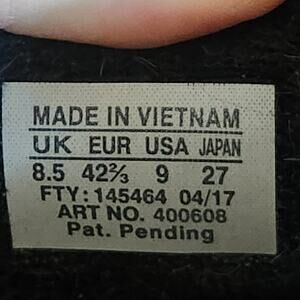 MADE IN VIETNAM
UK EUR USA JAPAN
8.5 42⅔ 9 27
FTY: 145464 04/17
ART NO. 400608
Pat. Pending